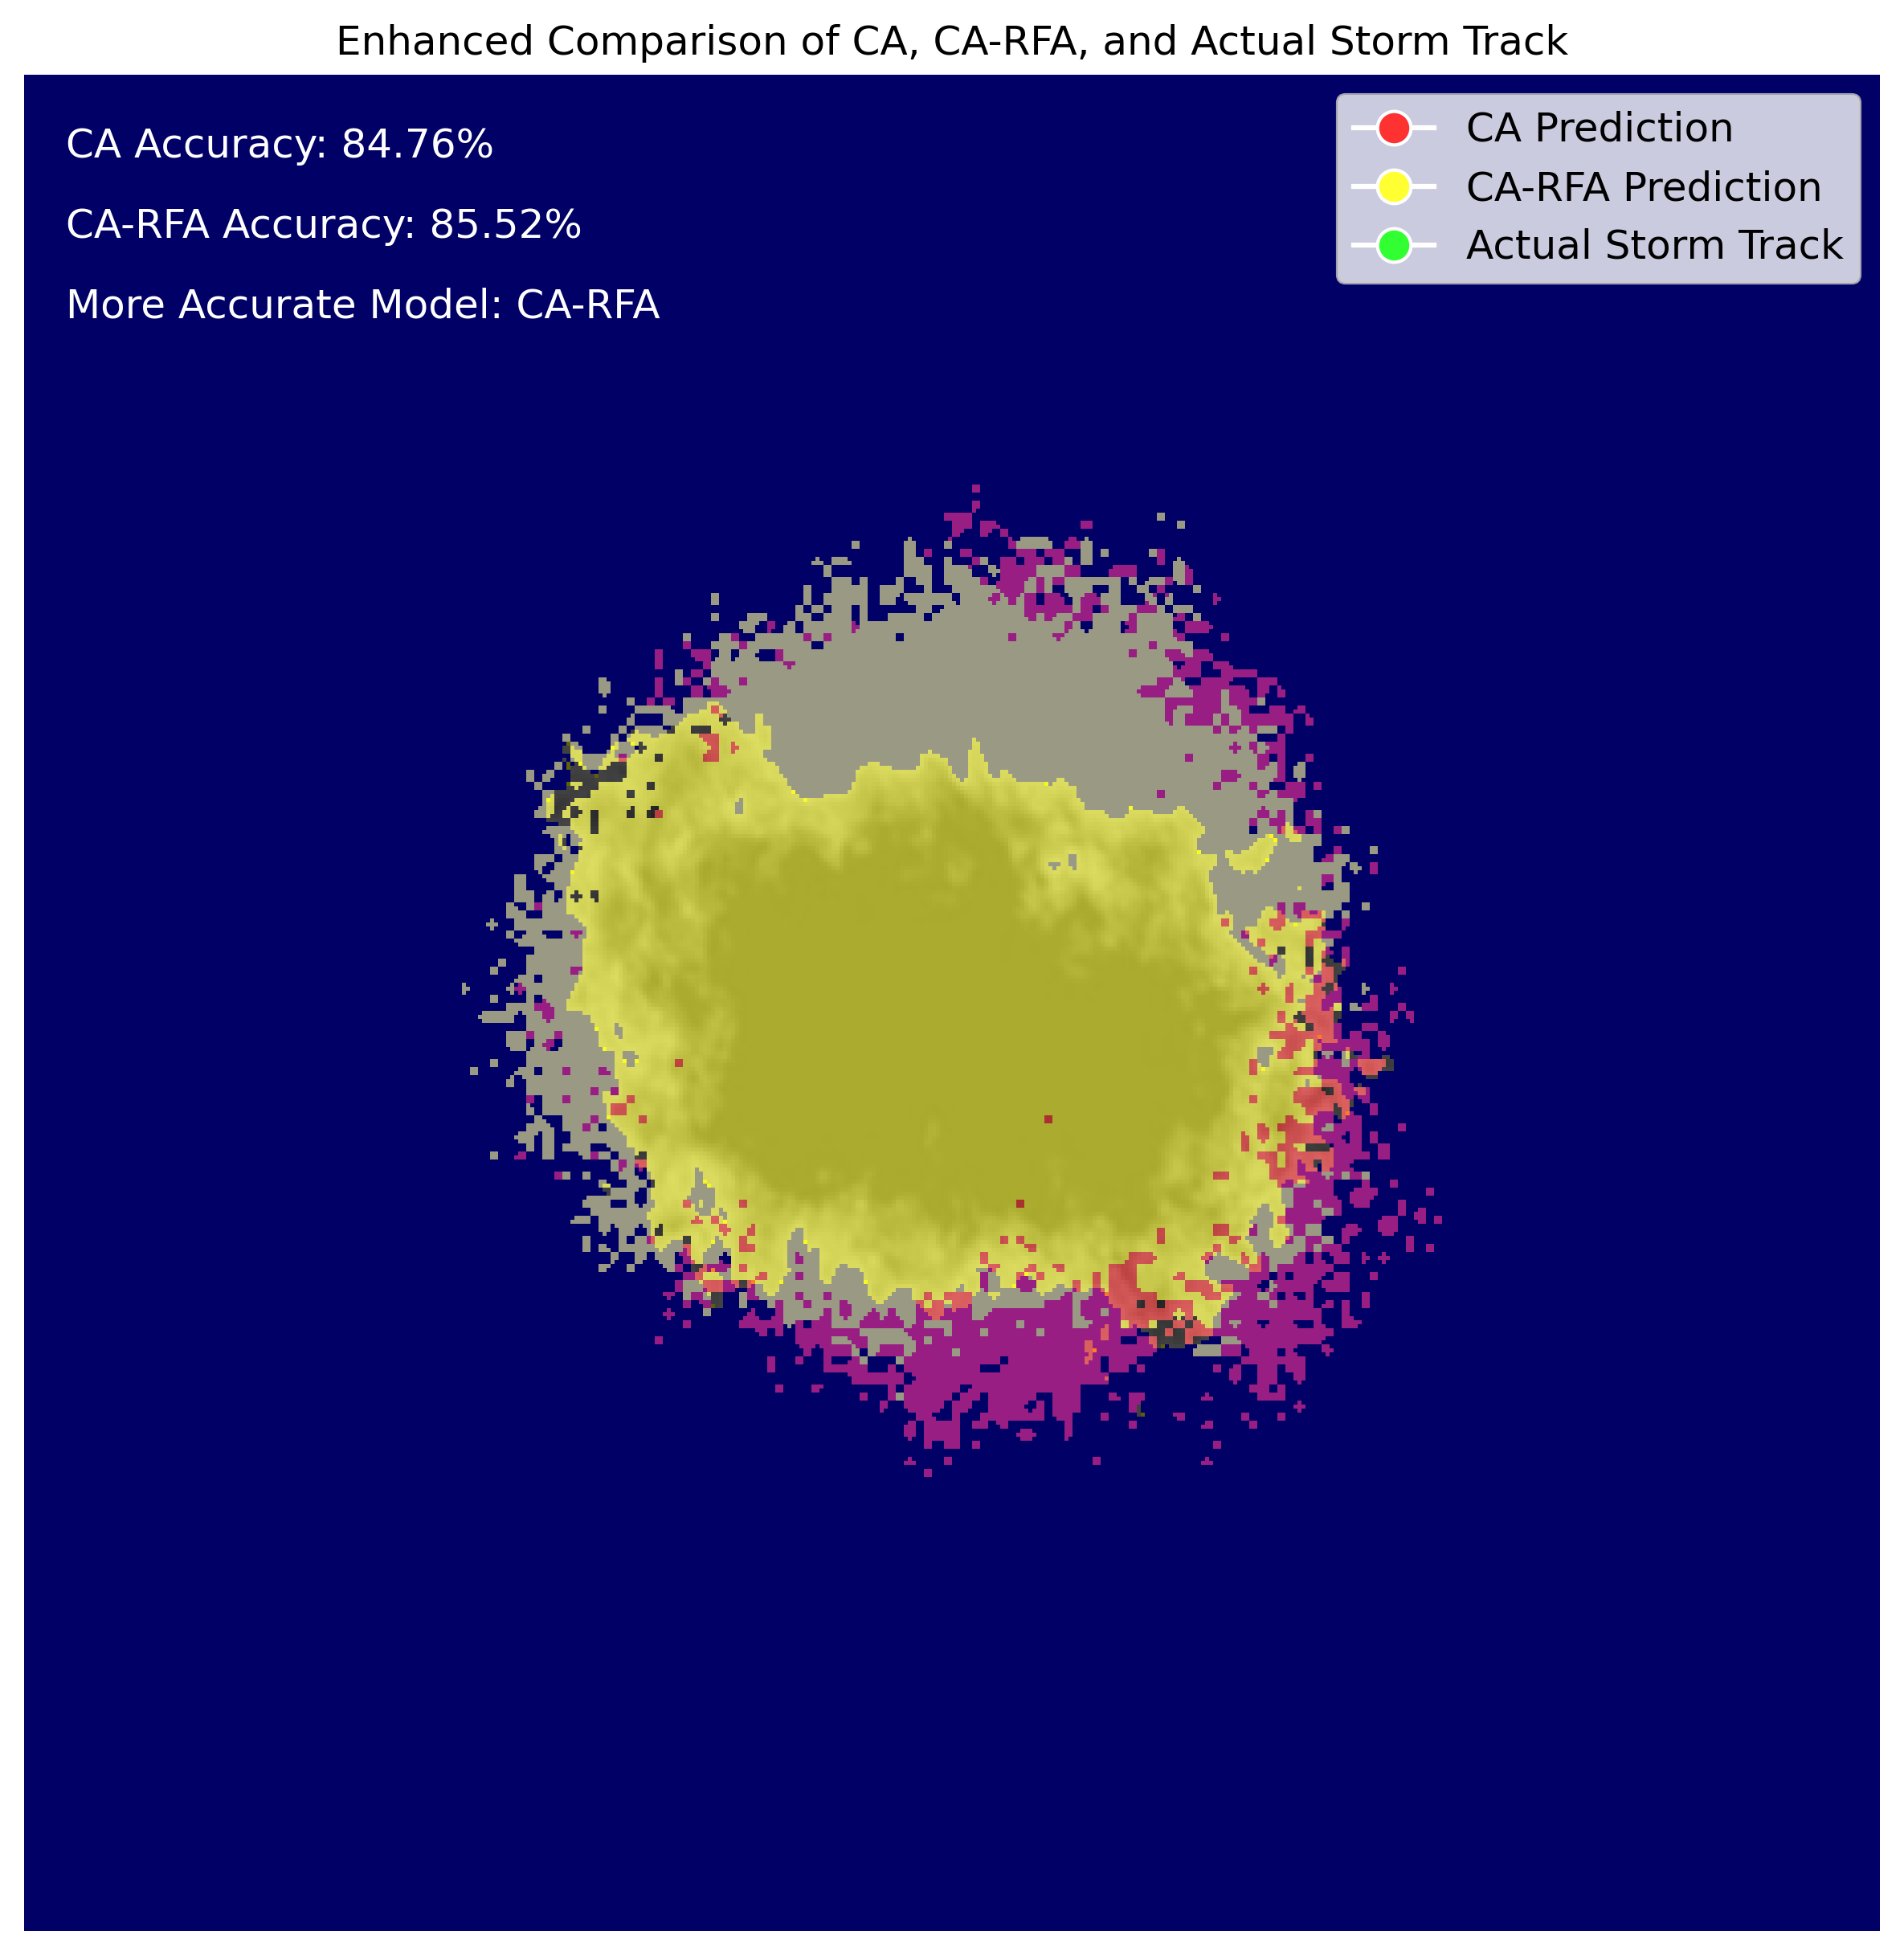 Enhanced Comparison of CA, CA-RFA, and Actual Storm Track
CA Accuracy: 84.76%
CA-RFA Accuracy: 85.52%
More Accurate Model: CA-RFA
CA Prediction
CA-RFA Prediction
Actual Storm Track